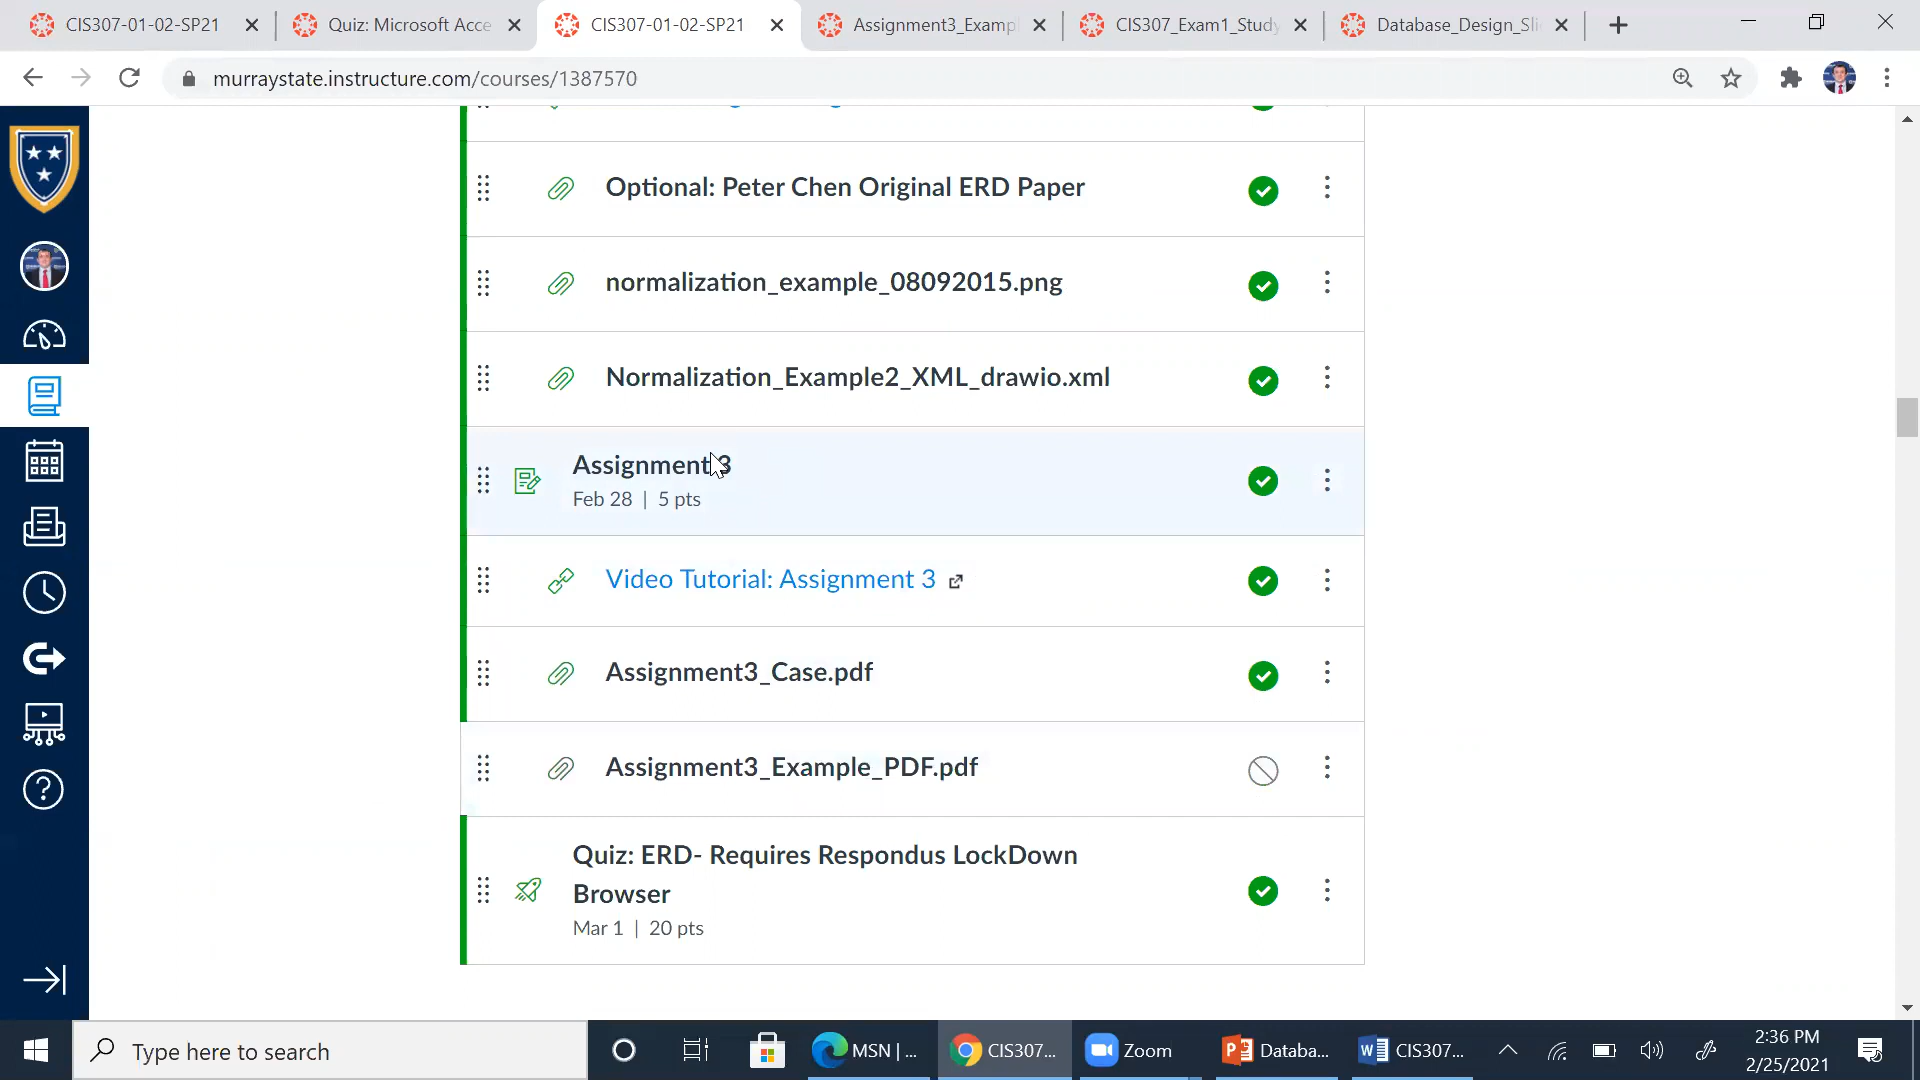 CIS307-01-02-SP21
Quiz: Microsoft Acce
CIS307-01-02-SP21
Assignment3_Exampl
CIS307_Exam1_Study
Database_Design_Sli
murraystate.instructure.com/courses/1387570
Optional: Peter Chen Original ERD Paper
normalization_example_08092015.png
Normalization_Example2_XML_drawio.xml
Assignment 3
Feb 28 | 5 pts
Video Tutorial: Assignment 3
Assignment3_Case.pdf
Assignment3_Example_PDF.pdf
Quiz: ERD- Requires Respondus LockDown
Browser
Mar 1 | 20 pts
Type here to search
MSN | ...
CIS307...
Zoom
Databa...
CIS307...
2:36 PM
2/25/2021